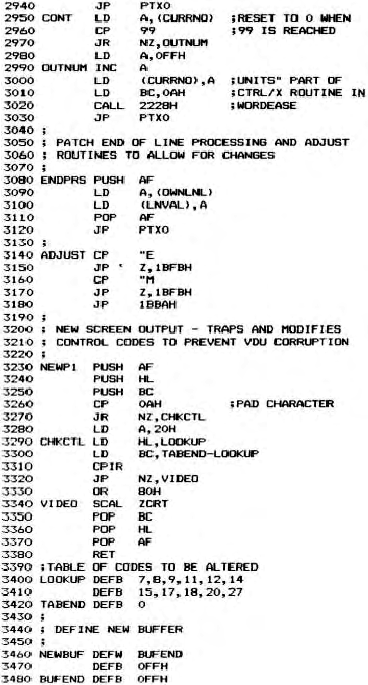 2940 JP PTXO
2950 CONT LD A,(CURRNO) ;RESET TO 0 WHEN
2960 CP 99 ;99 IS REACHED
2970 JR NZ,OUTNUM
2980 LD A,0FFH
2990 OUTNUM INC A
3000 LD (CURRNO),A ;UNITS" PART OF
3010 LD BC,0AH ;CTRL/X ROUTINE IN
3020 CALL 2228H ;WORDEASE
3030 JP PTXO
3040 ;
3050 ; PATCH END OF LINE PROCESSING AND ADJUST
3060 ; ROUTINES TO ALLOW FOR CHANGES
3070 ;
3080 ENDPRS PUSH AF
3090 LD A,(OWNLNL)
3100 LD (LNVAL),A
3110 POP AF
3120 JP PTXO
3130 ;
3140 ADJUST CP "E
3150 JP Z,1BFBH
3160 CP "M
3170 JP Z,1BFBH
3180 JP 1BBAH
3190 ;
3200 ; NEW SCREEN OUTPUT - TRAPS AND MODIFIES
3210 ; CONTROL CODES TO PREVENT VDU CORRUPTION
3220 ;
3230 NEWP1 PUSH AF
3240 PUSH HL
3250 PUSH BC
3260 CP 0AH ;PAD CHARACTER
3270 JR NZ,CHKCTL
3280 LD A,20H
3290 CHKCTL LD HL,LOOKUP
3300 LD BC,TABEND-LOOKUP
3310 CPIR
3320 JP NZ,VIDEO
3330 OR 80H
3340 VIDEO SCAL ZCRT
3350 POP BC
3360 POP HL
3370 POP AF
3380 RET
3390 ;TABLE OF CODES TO BE ALTERED
3400 LOOKUP DEFB 7,8,9,11,12,14
3410 DEFB 15,17,18,20,27
3420 TABEND DEFB 0
3430 ;
3440 ; DEFINE NEW BUFFER
3450 ;
3460 NEWBUF DEFW BUFEND
3470 DEFB 0FFH
3480 BUFEND DEFB 0FFH